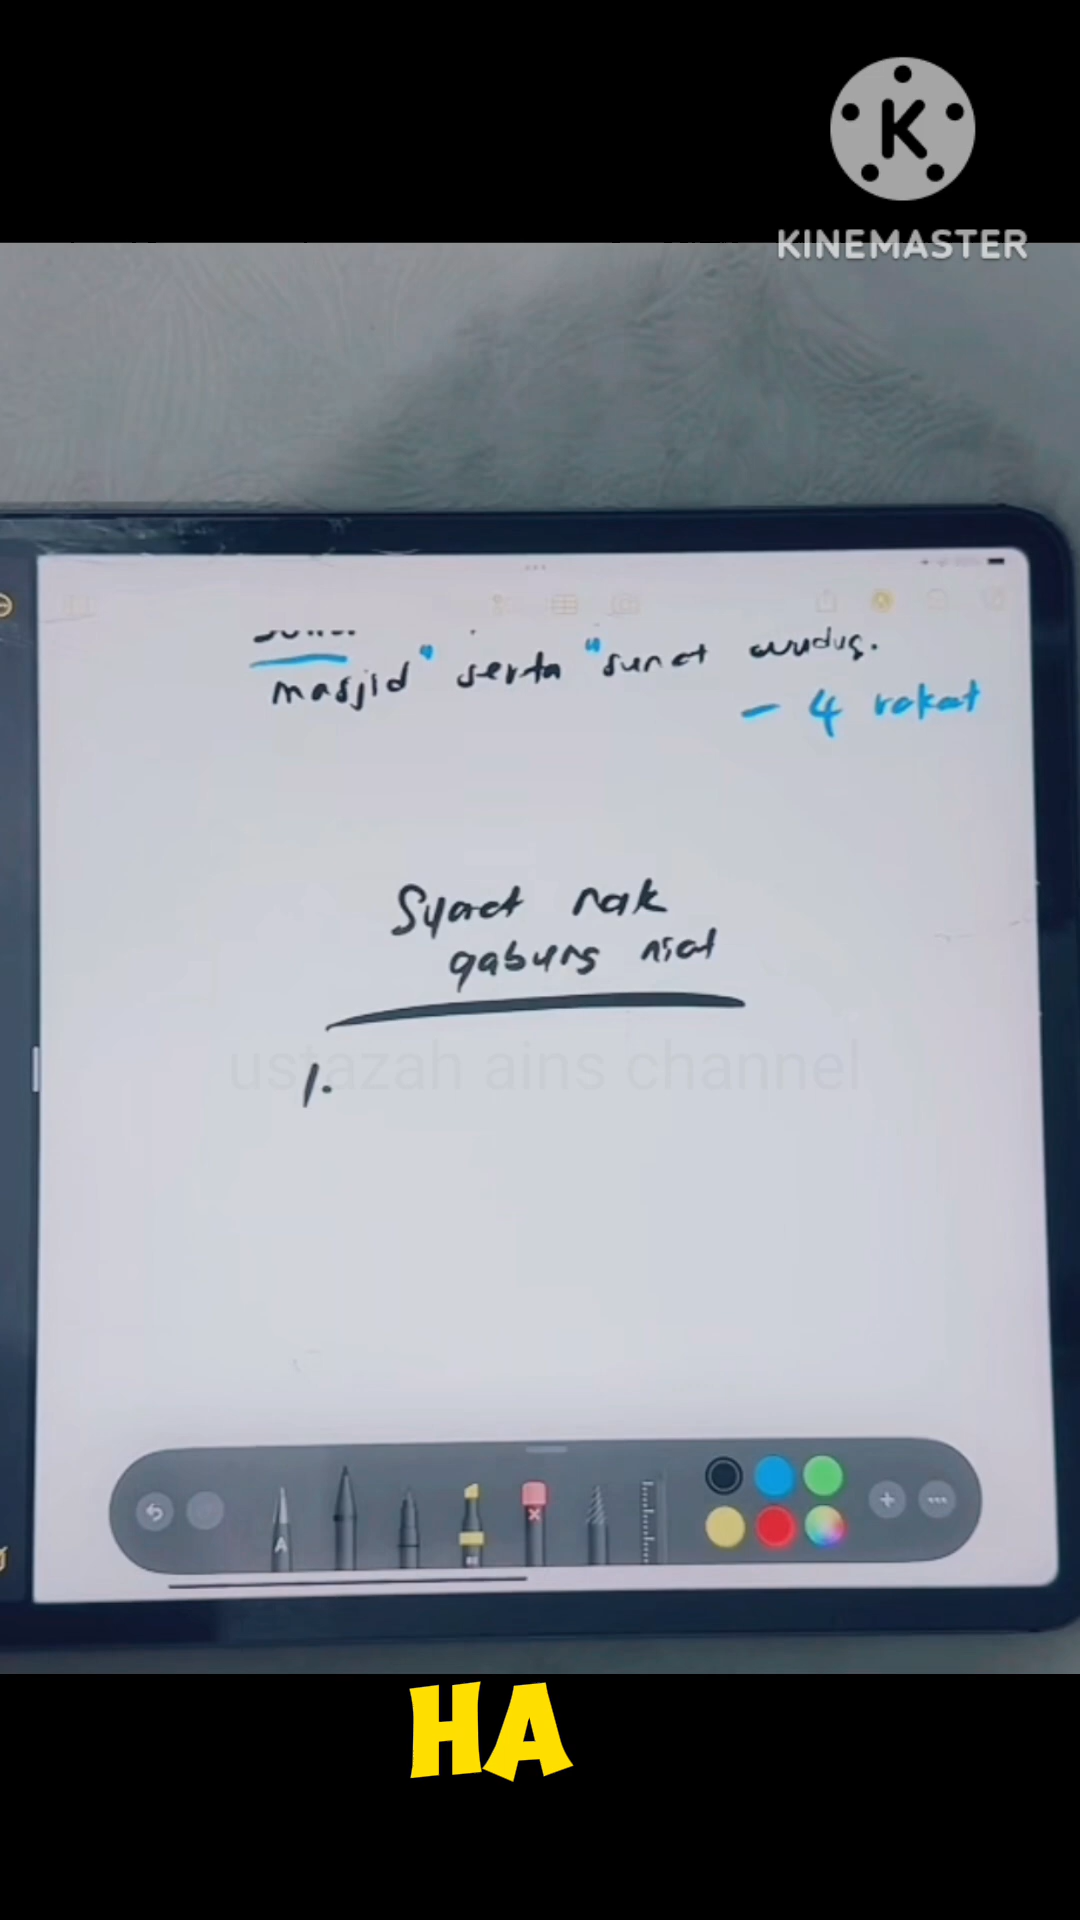 KINEMASTER
masjid" serta "sunat wudug.
- 4 rakat
Syarat nak
gabung niat
ustazah ains channel
1.
HA